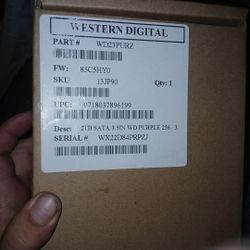 WESTERN DIGITAL
PART # WD23PURZ
FW: 83C5HY0
SKU 13JP90 Qty: 1
UPC: 0718037896199
Desc: 2TB SATA 3.5IN WD PURPLE 256 3
SERIAL # WX22D84PRPZJ